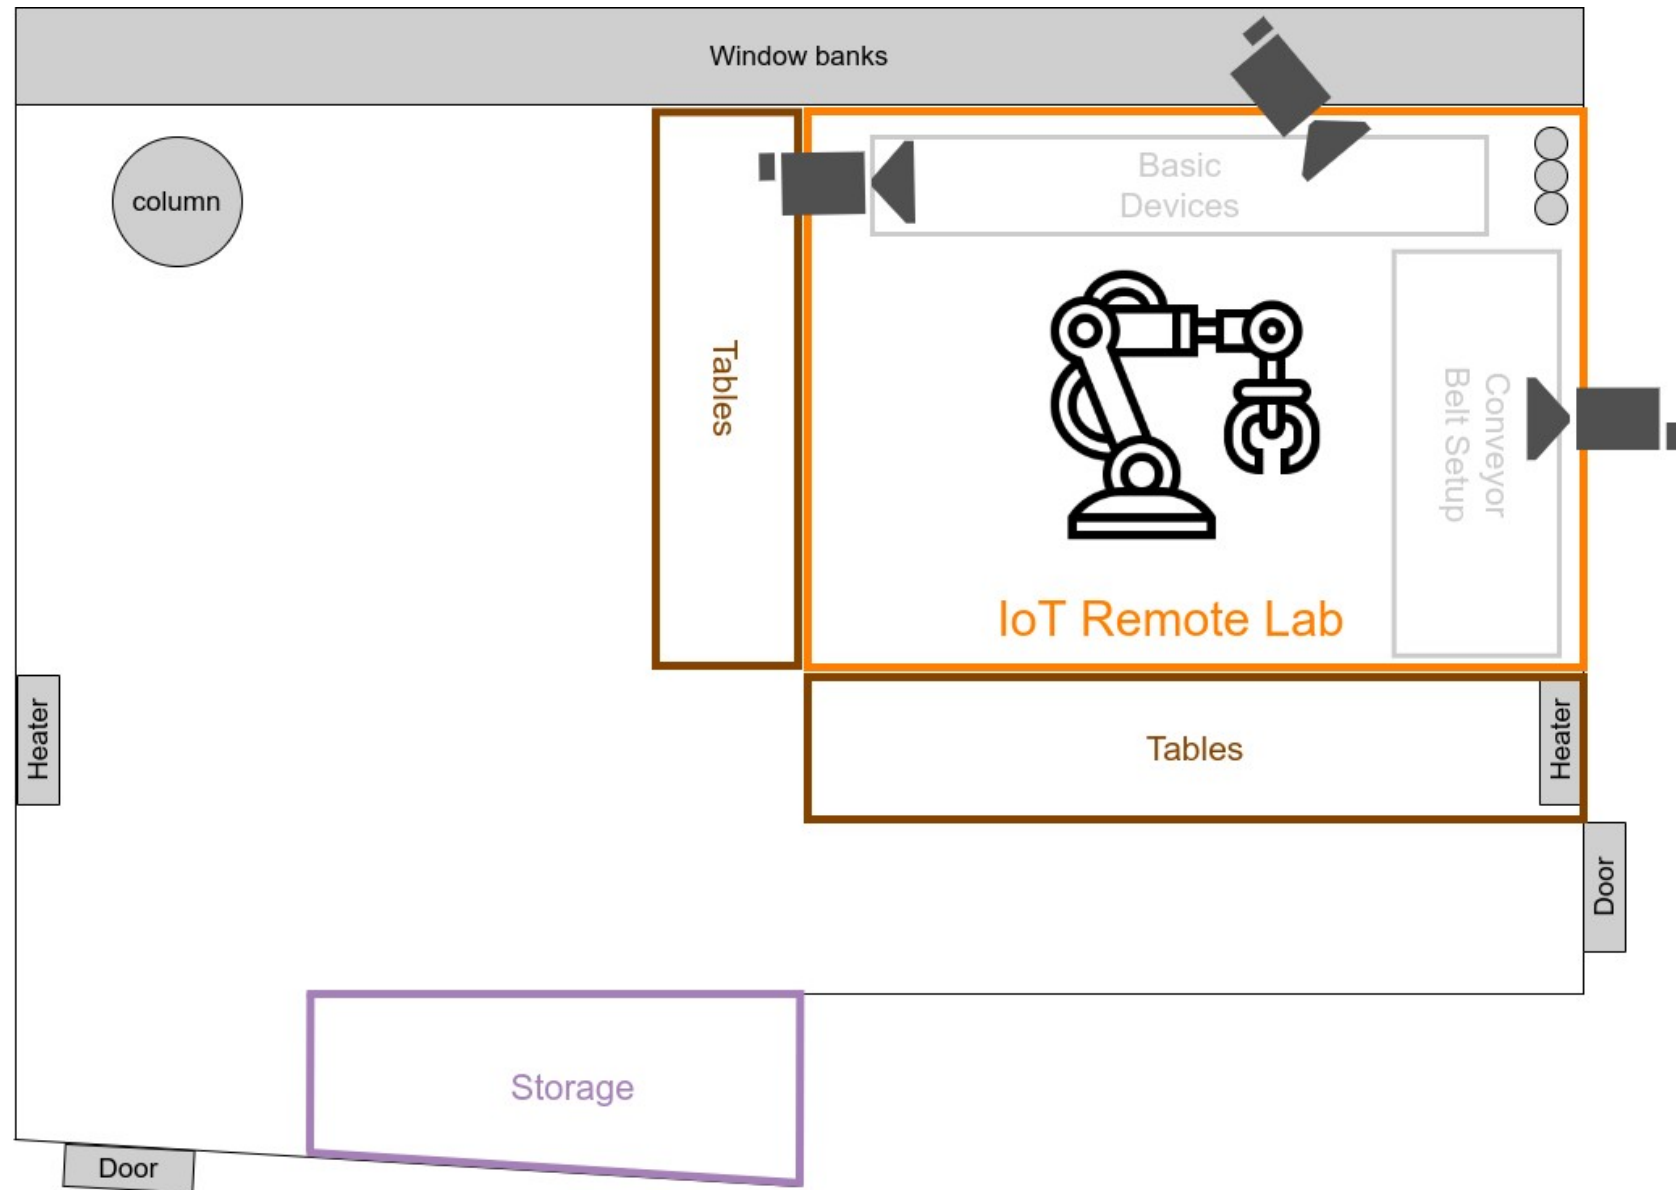 Window banks
column
Basic
Devices
Tables
Conveyor
Belt Setup
IoT Remote Lab
Heater
Tables
Heater
Door
Storage
Door